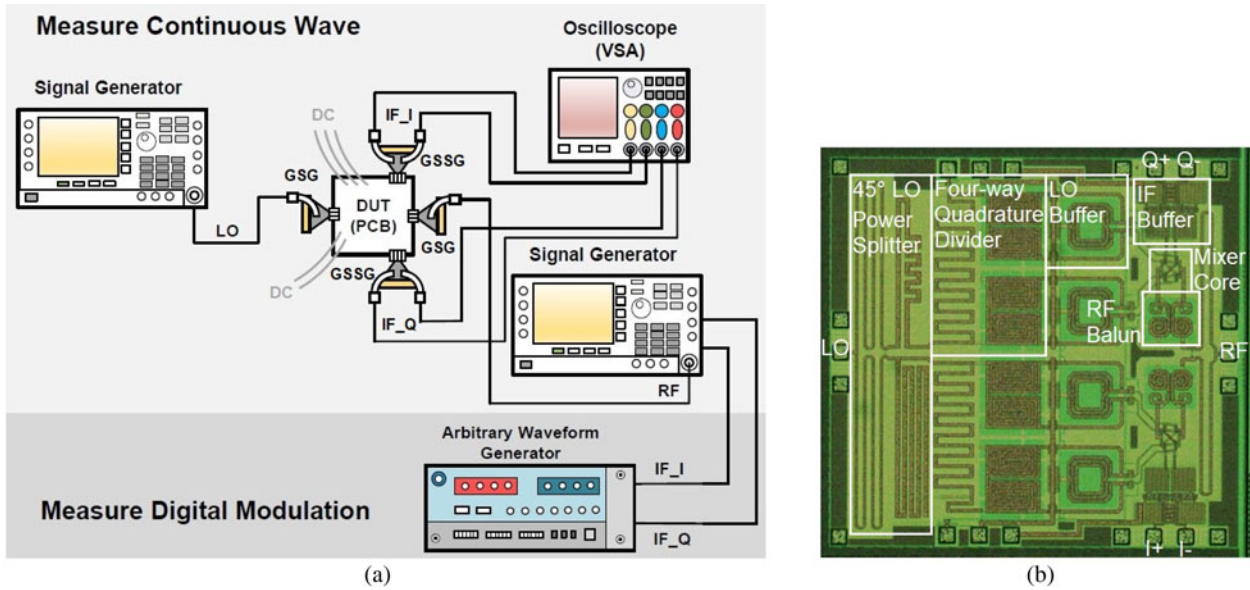 Measure Continuous Wave
Oscilloscope
(VSA)
Signal Generator
DC
IF_I
GSSG
GSG
DUT
(PCB)
LO
GSG
GSSG
DC
IF_Q
Signal Generator
RF
Arbitrary Waveform
Generator
IF_I
Measure Digital Modulation
IF_Q
(a)
Q+ Q-
45° LO
Power
Splitter
Four-way
Quadrature
Divider
LO
Buffer
IF
Buffer
Mixer
Core
RF
Balun
LO
RF
I+ I-
(b)